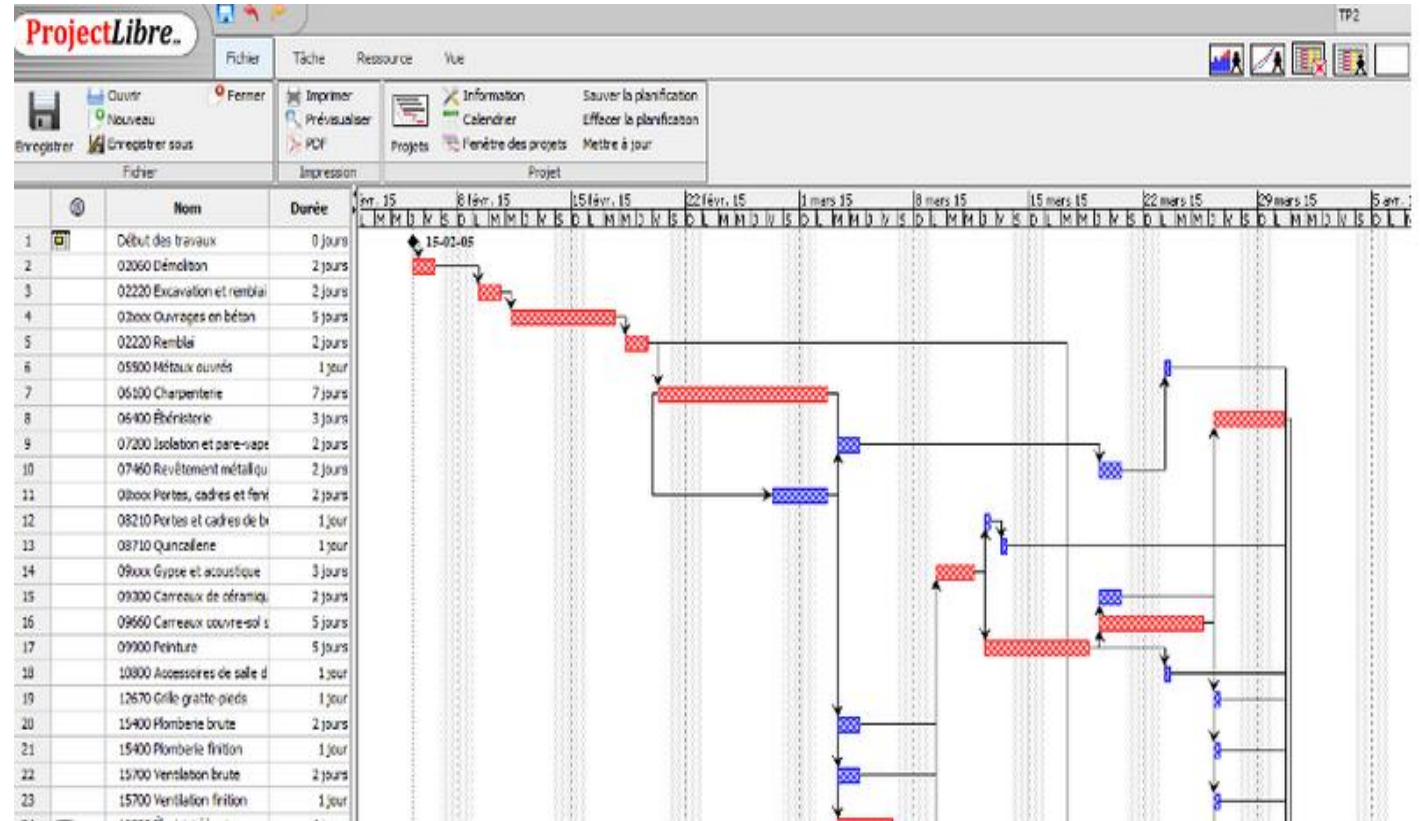 TP2
ProjectLibre..
Fichier Tâche Ressource Vue
Ouvrir Fermer Imprimer Information Sauver la planification
Nouveau Prévisualiser Calendrier Effacer la planification
Enregistrer Enregistrer sous PDF Projets Fenêtre des projets Mettre à jour
Fichier Impression Projet
Nom Durée
8 févr. 15 15 févr. 15 22 févr. 15 1 mars 15 8 mars 15 15 mars 15 22 mars 15 29 mars 15 5 avr.
1 Début des travaux 0 jours 15-02-05
2 02060 Démolition 2 jours
3 02220 Excavation et remblai 2 jours
4 02xxx Ouvrages en béton 5 jours
5 02220 Remblai 2 jours
6 05500 Métaux ouvrés 1 jour
7 06100 Charpenterie 7 jours
8 06400 Ébénisterie 3 jours
9 07200 Isolation et pare-vape 2 jours
10 07460 Revêtement métalliqu 2 jours
11 08xxx Portes, cadres et fenê 2 jours
12 08210 Portes et cadres de b 1 jour
13 08710 Quincaillerie 1 jour
14 09xxx Gypse et acoustique 3 jours
15 09300 Carreaux de céramiqu 2 jours
16 09660 Carreaux couvre-sol s 5 jours
17 09900 Peinture 5 jours
18 10800 Accessoires de salle d 1 jour
19 12670 Grille gratte-pieds 1 jour
20 15400 Plomberie brute 2 jours
21 15400 Plomberie finition 1 jour
22 15700 Ventilation brute 2 jours
23 15700 Ventilation finition 1 jour